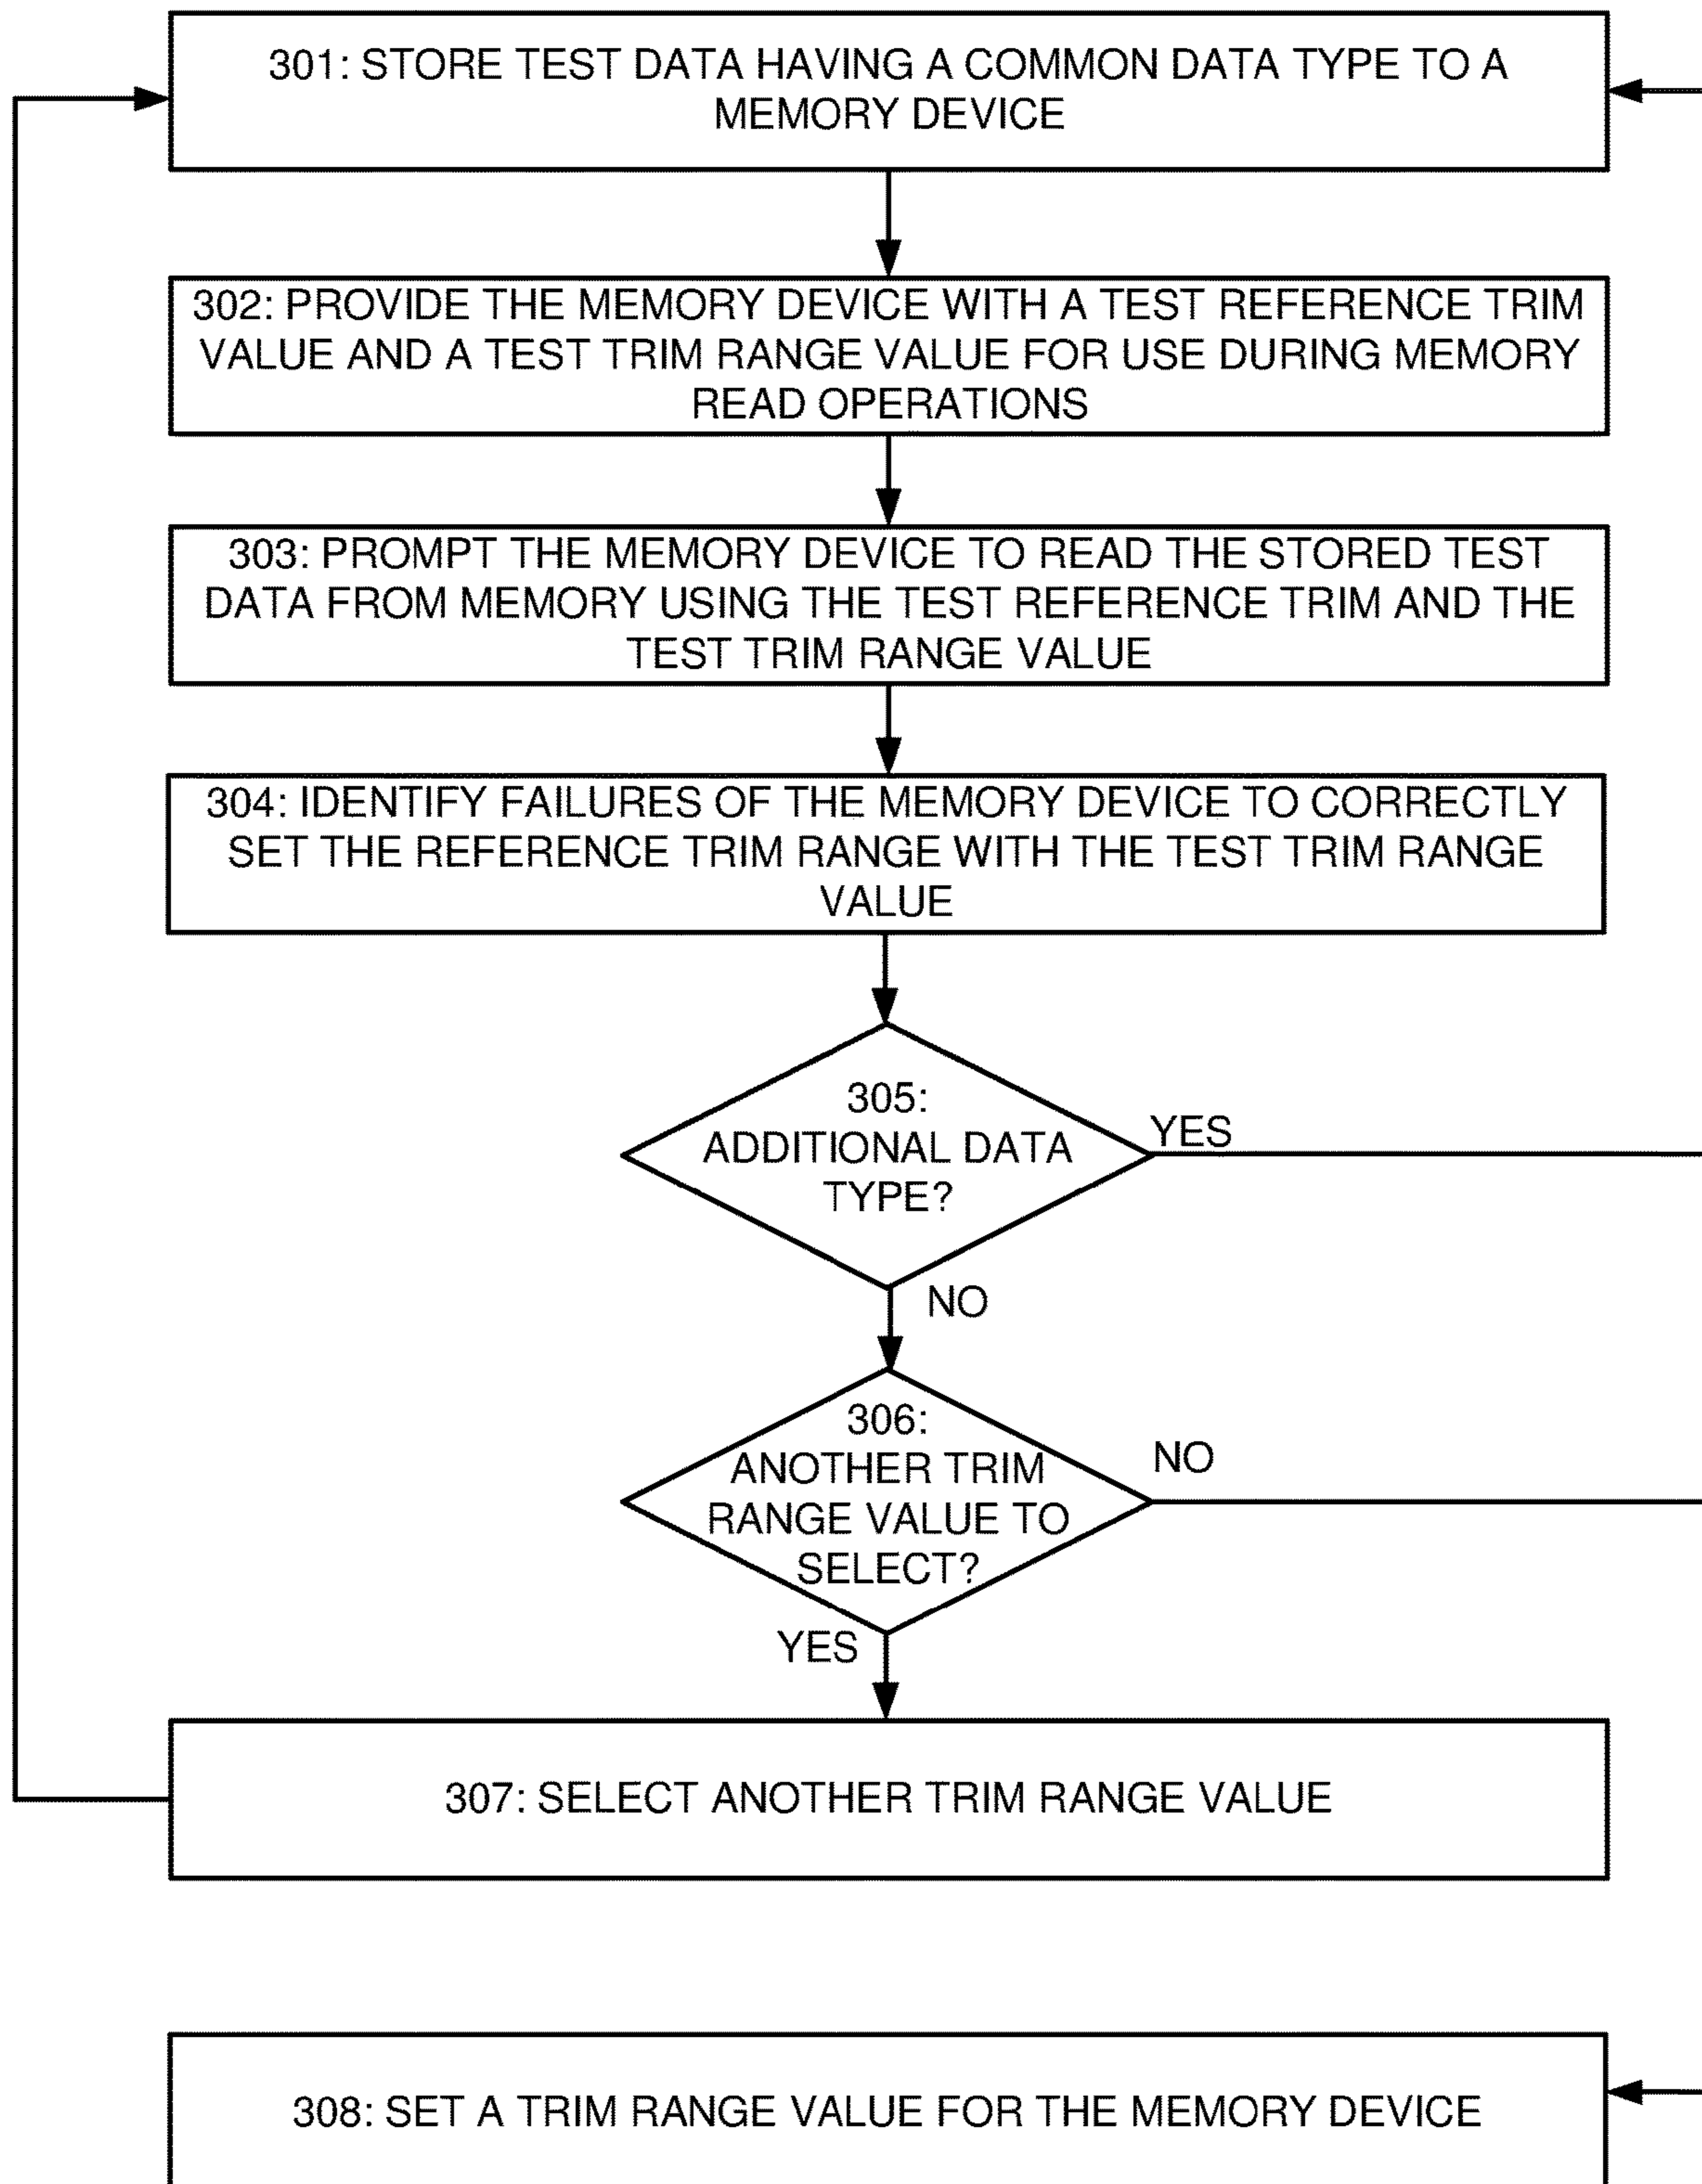 301: STORE TEST DATA HAVING A COMMON DATA TYPE TO A
MEMORY DEVICE
302: PROVIDE THE MEMORY DEVICE WITH A TEST REFERENCE TRIM
VALUE AND A TEST TRIM RANGE VALUE FOR USE DURING MEMORY
READ OPERATIONS
303: PROMPT THE MEMORY DEVICE TO READ THE STORED TEST
DATA FROM MEMORY USING THE TEST REFERENCE TRIM AND THE
TEST TRIM RANGE VALUE
304: IDENTIFY FAILURES OF THE MEMORY DEVICE TO CORRECTLY
SET THE REFERENCE TRIM RANGE WITH THE TEST TRIM RANGE
VALUE
305:
ADDITIONAL DATA
TYPE?
YES
NO
306:
ANOTHER TRIM
RANGE VALUE TO
SELECT?
NO
YES
307: SELECT ANOTHER TRIM RANGE VALUE
308: SET A TRIM RANGE VALUE FOR THE MEMORY DEVICE